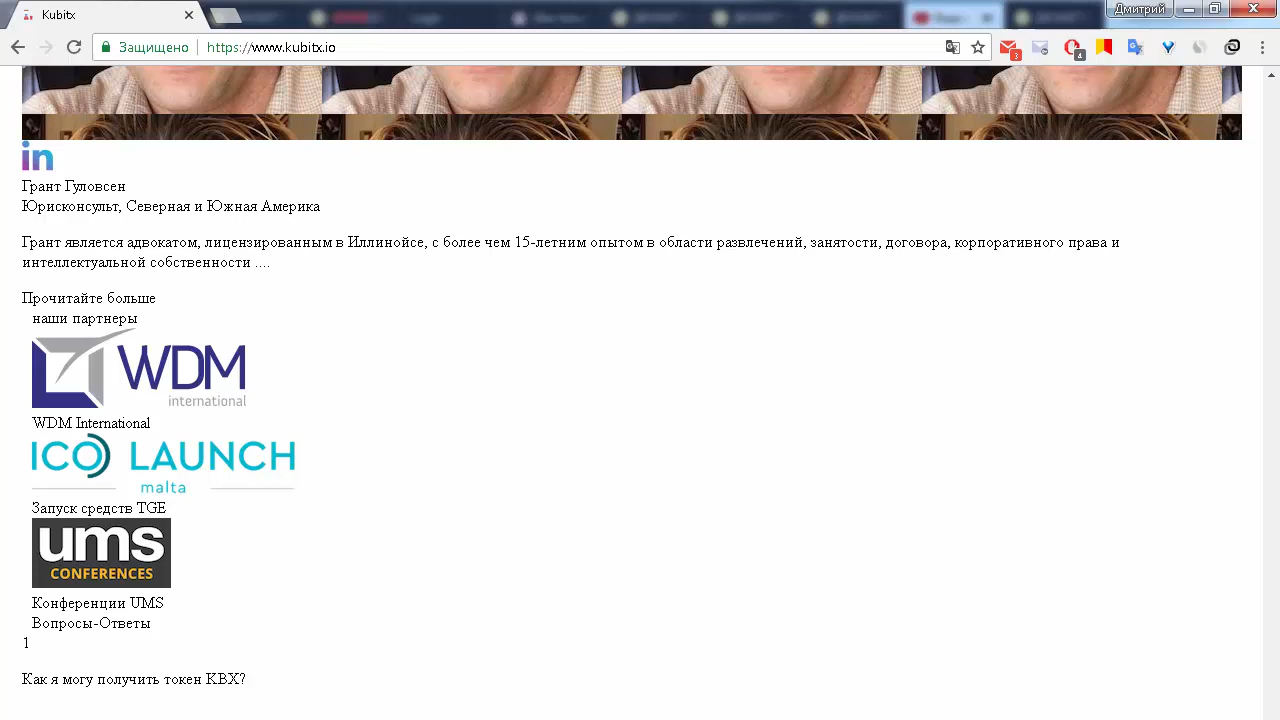 Kubitx
Дмитрий
Защищено
https://www.kubitx.io
3
4
in
Грант Гуловсен
Юрисконсульт, Северная и Южная Америка
Грант является адвокатом, лицензированным в Иллинойсе, с более чем 15-летним опытом в области развлечений, занятости, договора, корпоративного права и
интеллектуальной собственности ....
Прочитайте больше
наши партнеры
WDM
international
WDM International
ICO LAUNCH
malta
Запуск средств TGE
ums
CONFERENCES
Конференции UMS
Вопросы-Ответы
1
Как я могу получить токен KBX?